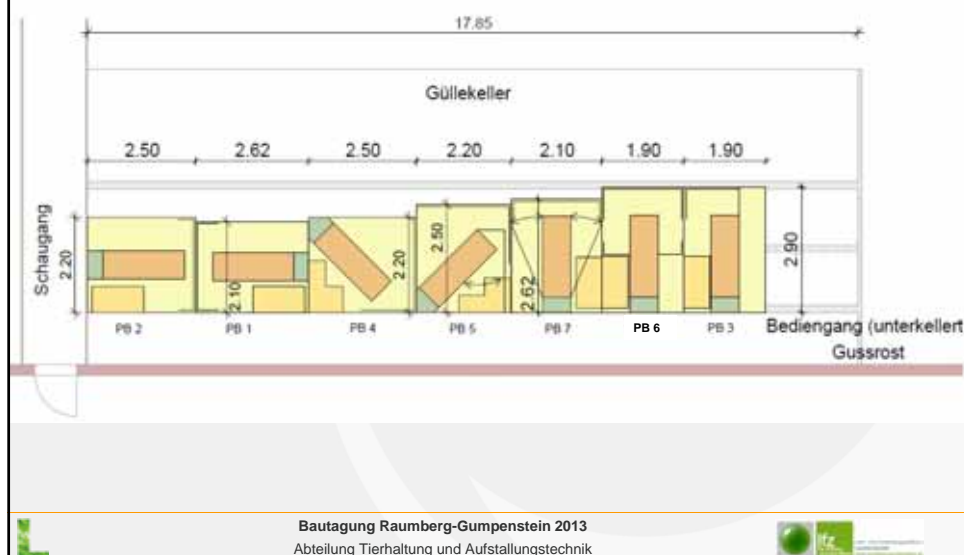 17.85
Güllekeller
2.50 2.62 2.50 2.20 2.10 1.90 1.90
Schaugang
2.20
2.10
2.20
2.50
2.62
2.90
PB 2 PB 1 PB 4 PB 5 PB 7 PB 6 PB 3
Bediengang (unterkellert
Gussrost
Bautagung Raumberg-Gumpenstein 2013
Abteilung Tierhaltung und Aufstallungstechnik
lfz